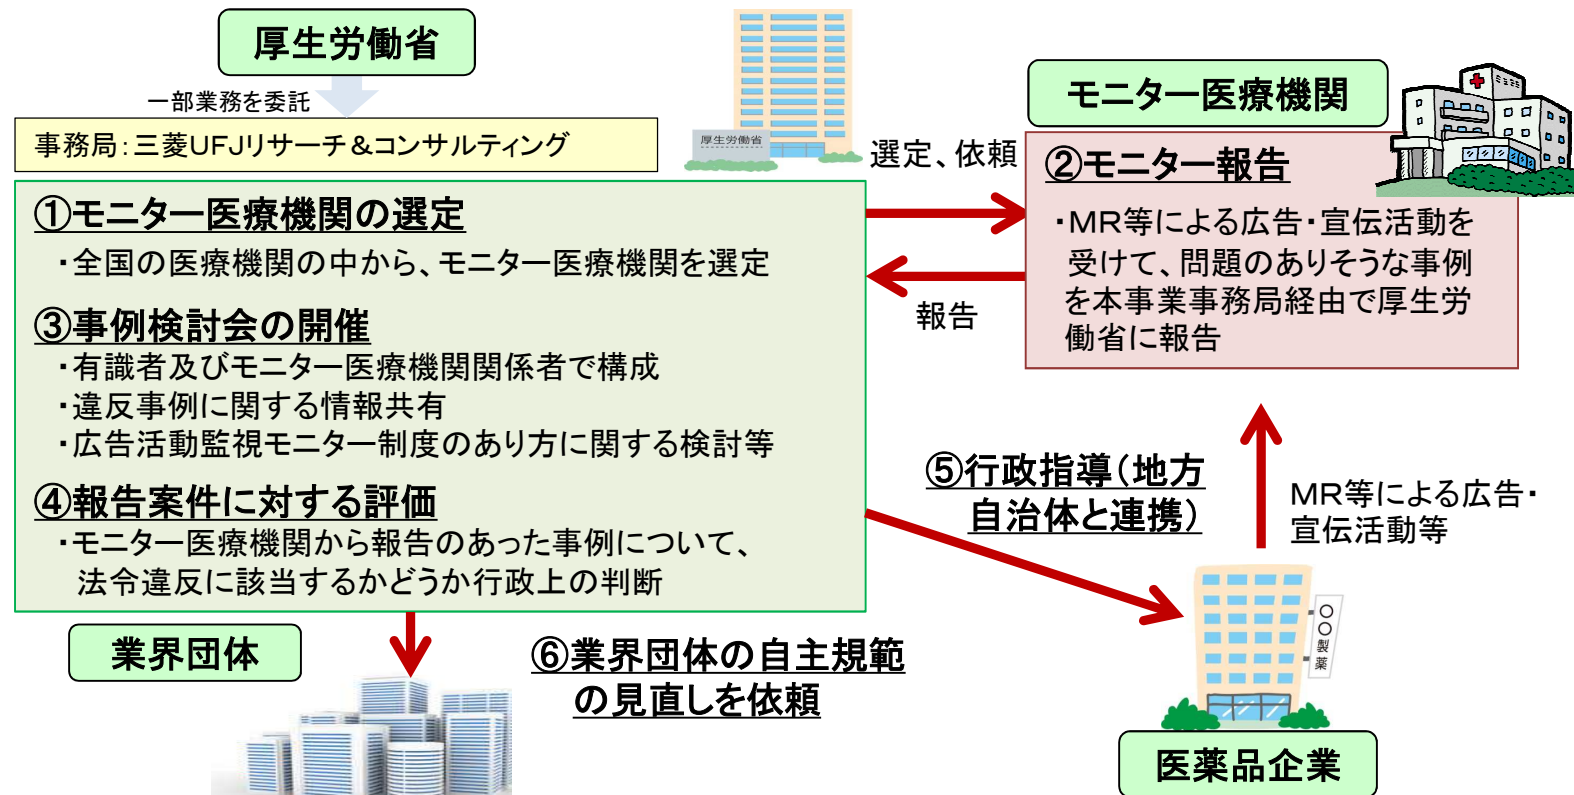 厚生労働省
一部業務を委託
事務局：三菱UFJリサーチ＆コンサルティング
厚生労働省
①モニター医療機関の選定
・全国の医療機関の中から、モニター医療機関を選定
③事例検討会の開催
・有識者及びモニター医療機関関係者で構成
・違反事例に関する情報共有
・広告活動監視モニター制度のあり方に関する検討等
④報告案件に対する評価
・モニター医療機関から報告のあった事例について、
法令違反に該当するかどうか行政上の判断
選定、依頼
報告
モニター医療機関
②モニター報告
・ＭＲ等による広告・宣伝活動を
受けて、問題のありそうな事例
を本事業事務局経由で厚生労
働省に報告
⑤行政指導（地方
自治体と連携）
ＭＲ等による広告・
宣伝活動等
〇〇製薬
医薬品企業
業界団体
⑥業界団体の自主規範
の見直しを依頼